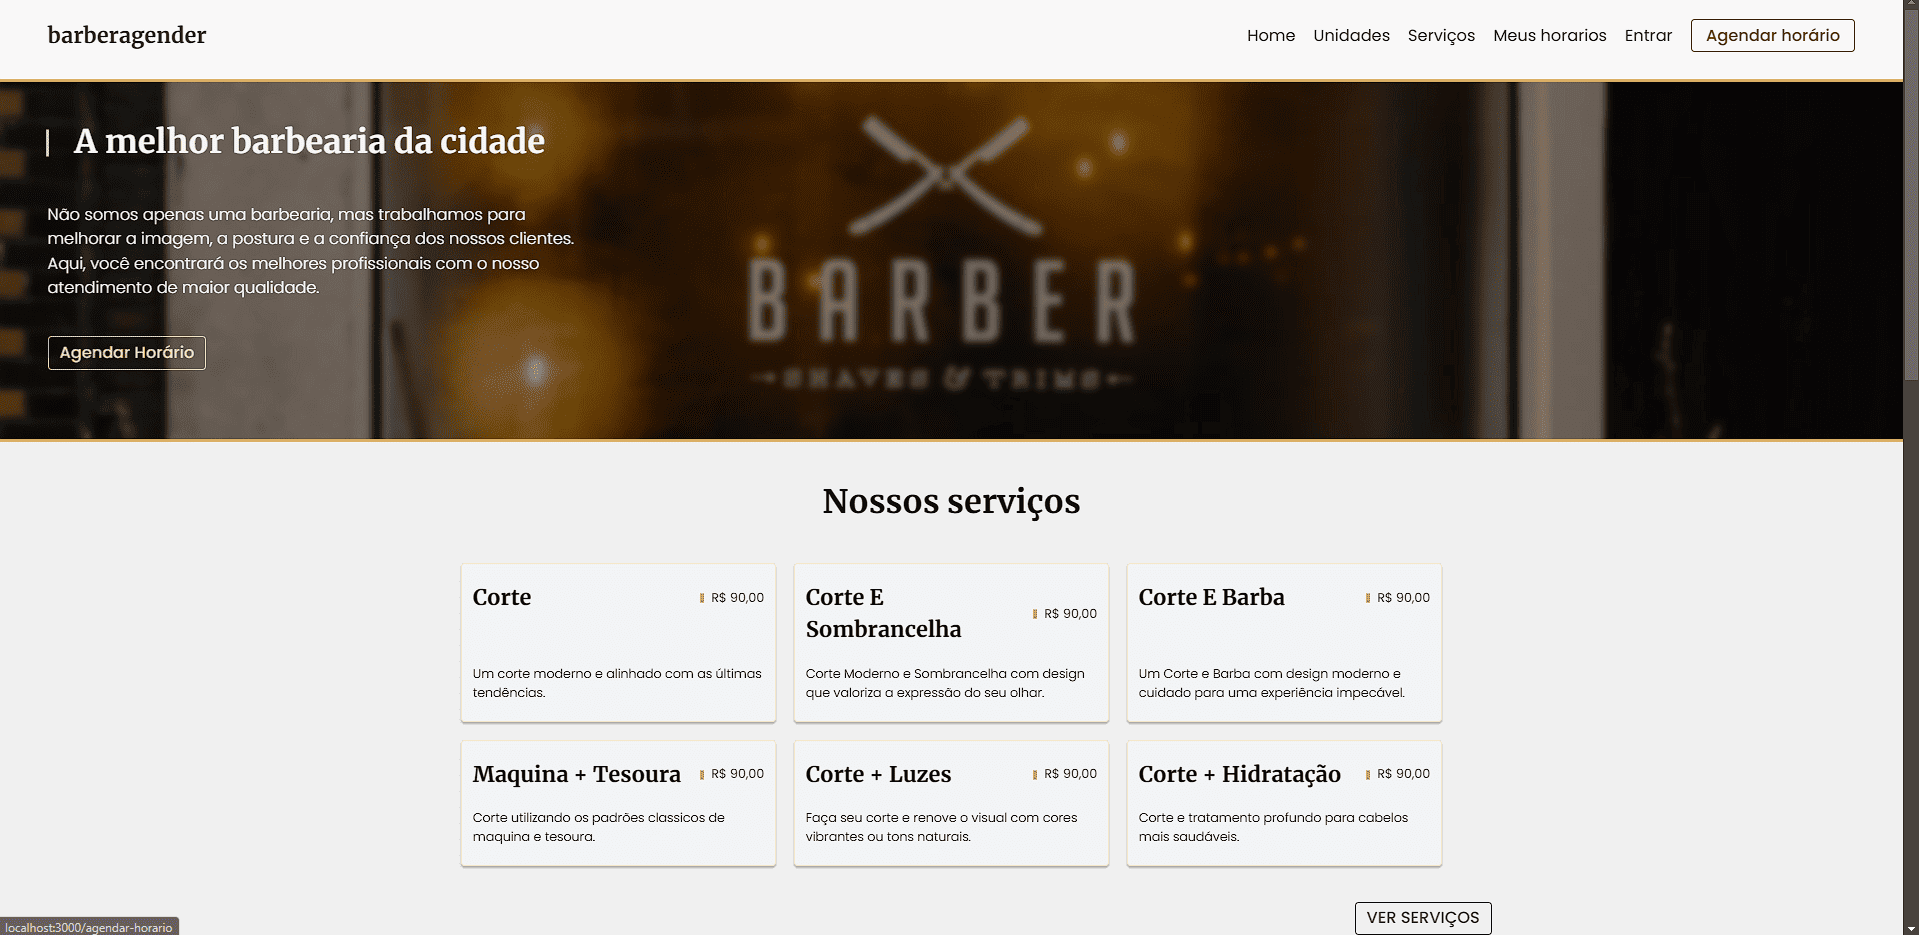 barberagender
Home Unidades Serviços Meus horarios Entrar Agendar horário
A melhor barbearia da cidade
Não somos apenas uma barbearia, mas trabalhamos para
melhorar a imagem, a postura e a confiança dos nossos clientes.
Aqui, você encontrará os melhores profissionais com o nosso
atendimento de maior qualidade.
Agendar Horário
BARBER
SHAVES & TRIMS
Nossos serviços
Corte
R$ 90,00
Um corte moderno e alinhado com as últimas
tendências.
Corte E
Sombrancelha
R$ 90,00
Corte Moderno e Sombrancelha com design
que valoriza a expressão do seu olhar.
Corte E Barba
R$ 90,00
Um Corte e Barba com design moderno e
cuidado para uma experiência impecável.
Maquina + Tesoura
R$ 90,00
Corte utilizando os padrões classicos de
maquina e tesoura.
Corte + Luzes
R$ 90,00
Faça seu corte e renove o visual com cores
vibrantes ou tons naturais.
Corte + Hidratação
R$ 90,00
Corte e tratamento profundo para cabelos
mais saudáveis.
VER SERVIÇOS
localhost:3000/agendar-horario